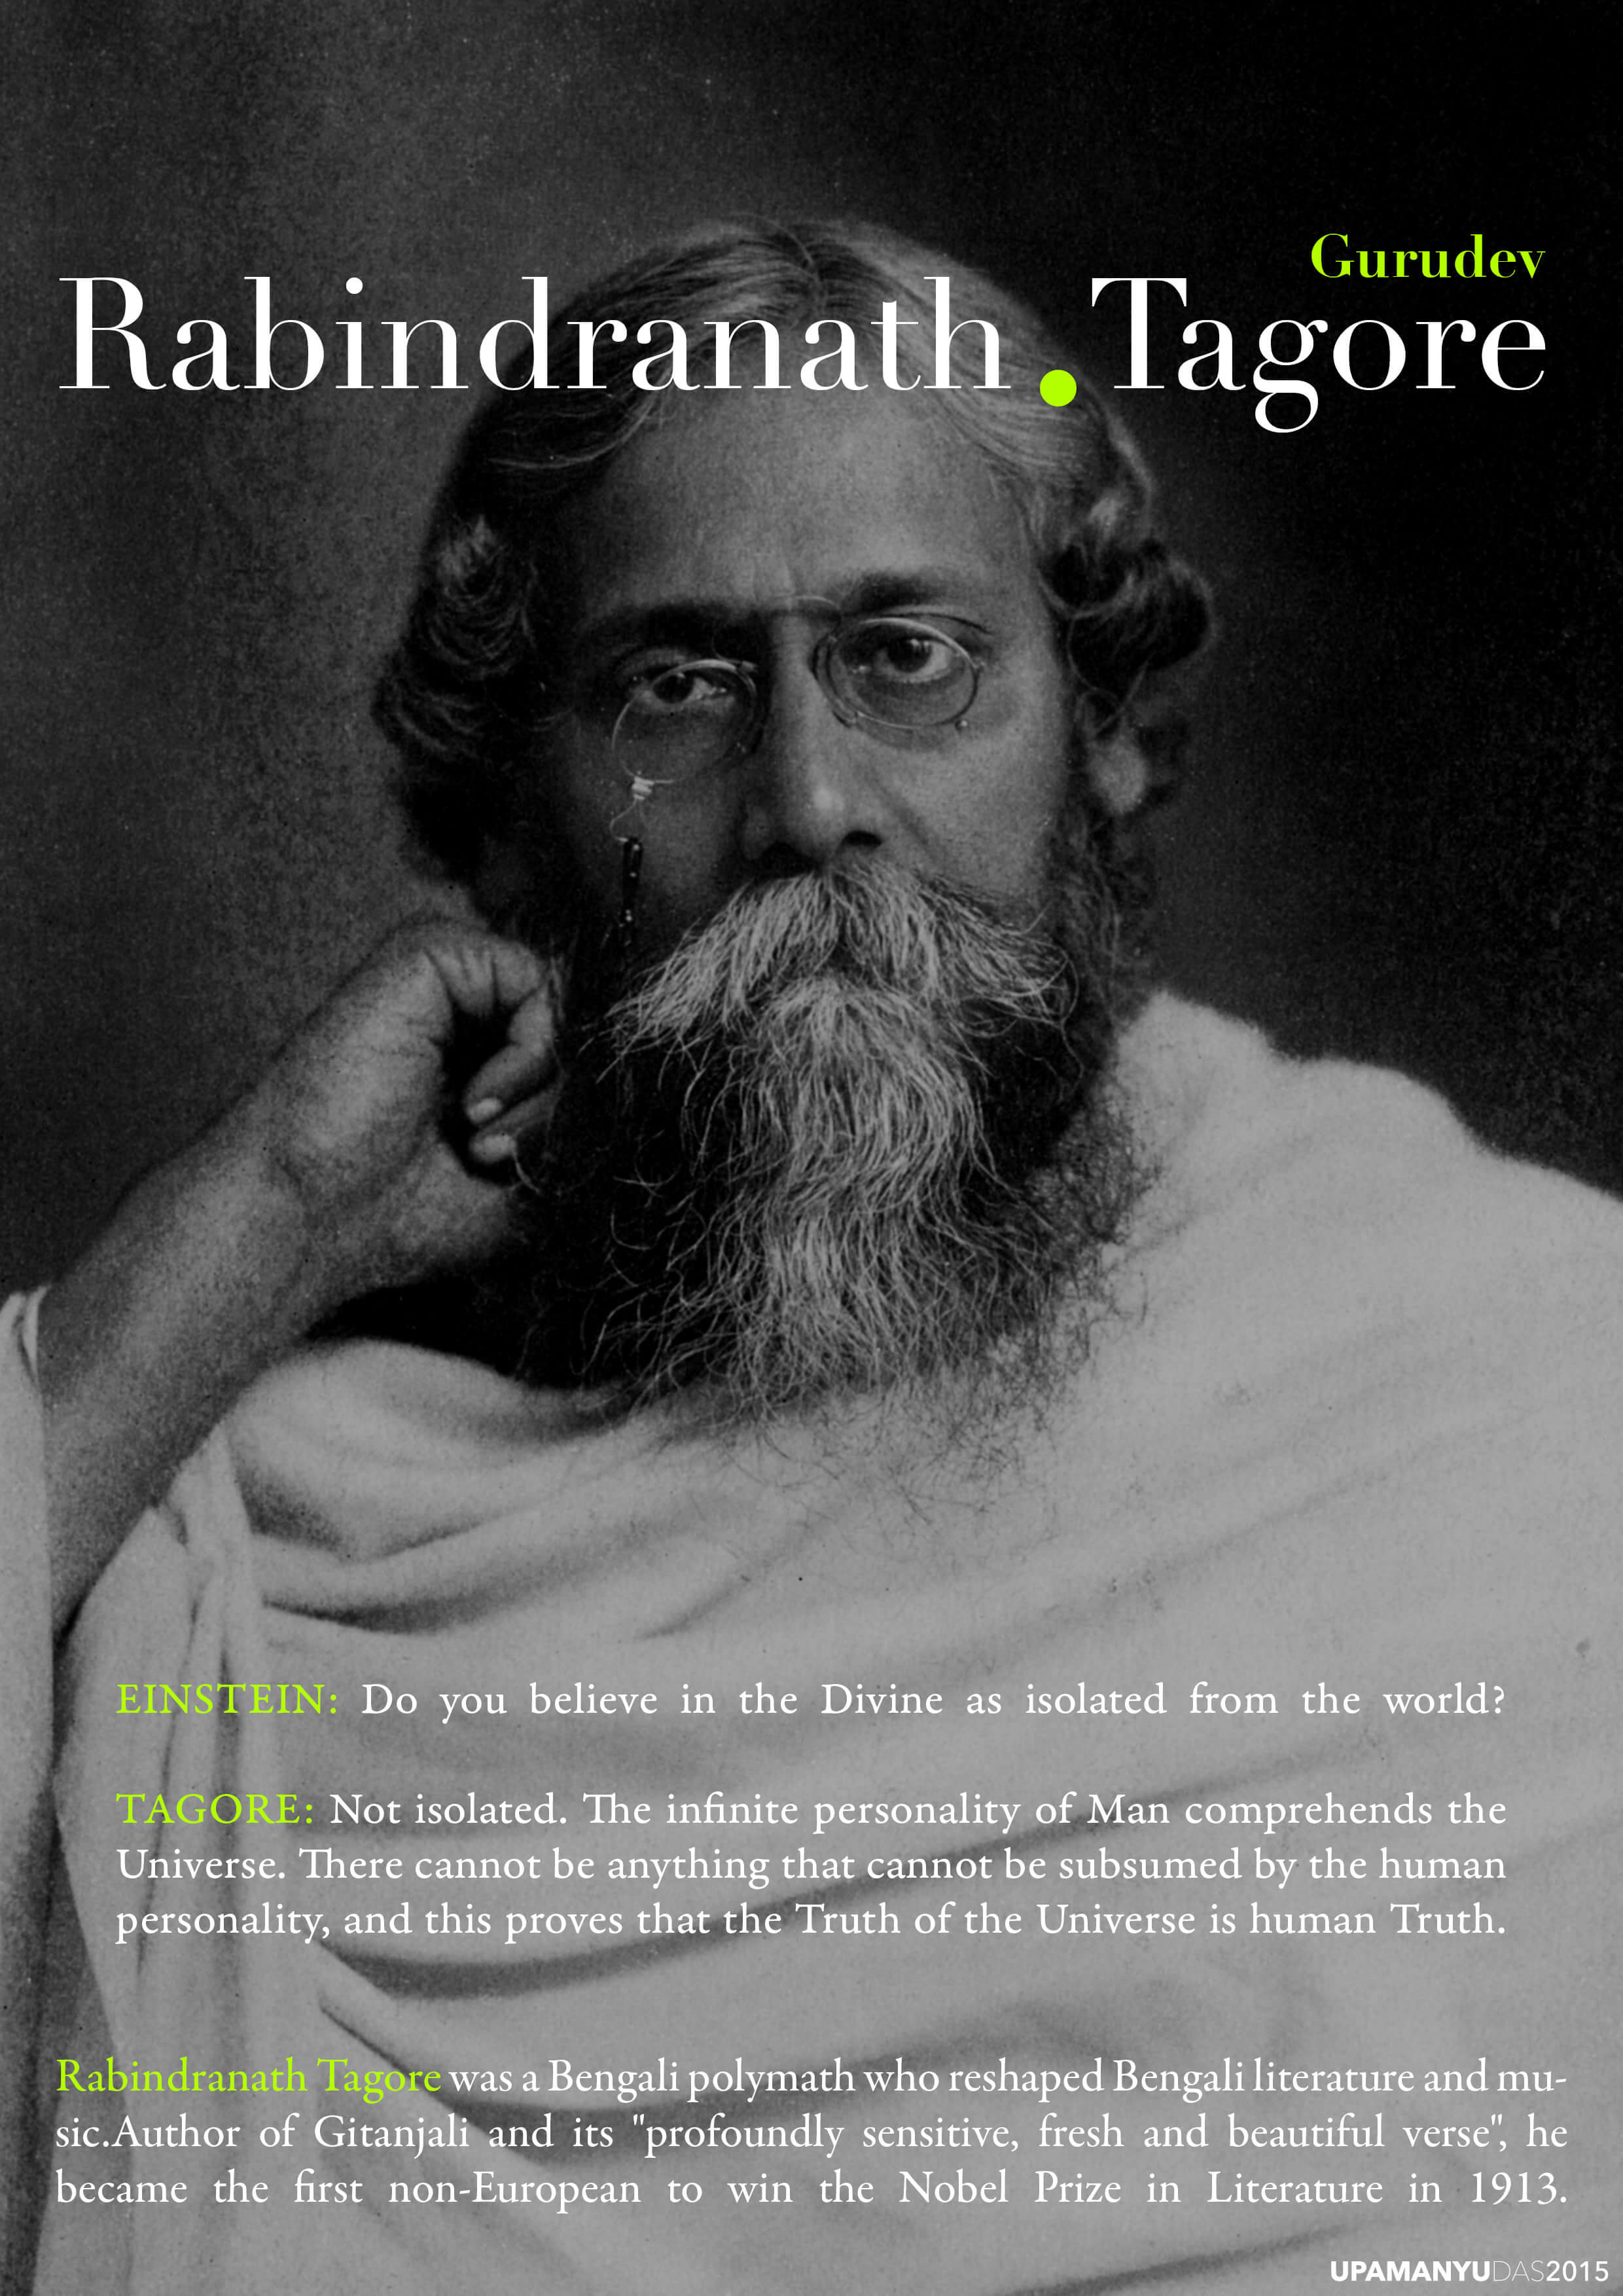 Gurudev
Rabindranath.Tagore
EINSTEIN: Do you believe in the Divine as isolated from the world?
TAGORE: Not isolated. The infinite personality of Man comprehends the
Universe. There cannot be anything that cannot be subsumed by the human
personality, and this proves that the Truth of the Universe is human Truth.
Rabindranath Tagore was a Bengali polymath who reshaped Bengali literature and mu-
sic.Author of Gitanjali and its "profoundly sensitive, fresh and beautiful verse", he
became the first non-European to win the Nobel Prize in Literature in 1913.
UPAMANYUDAS2015